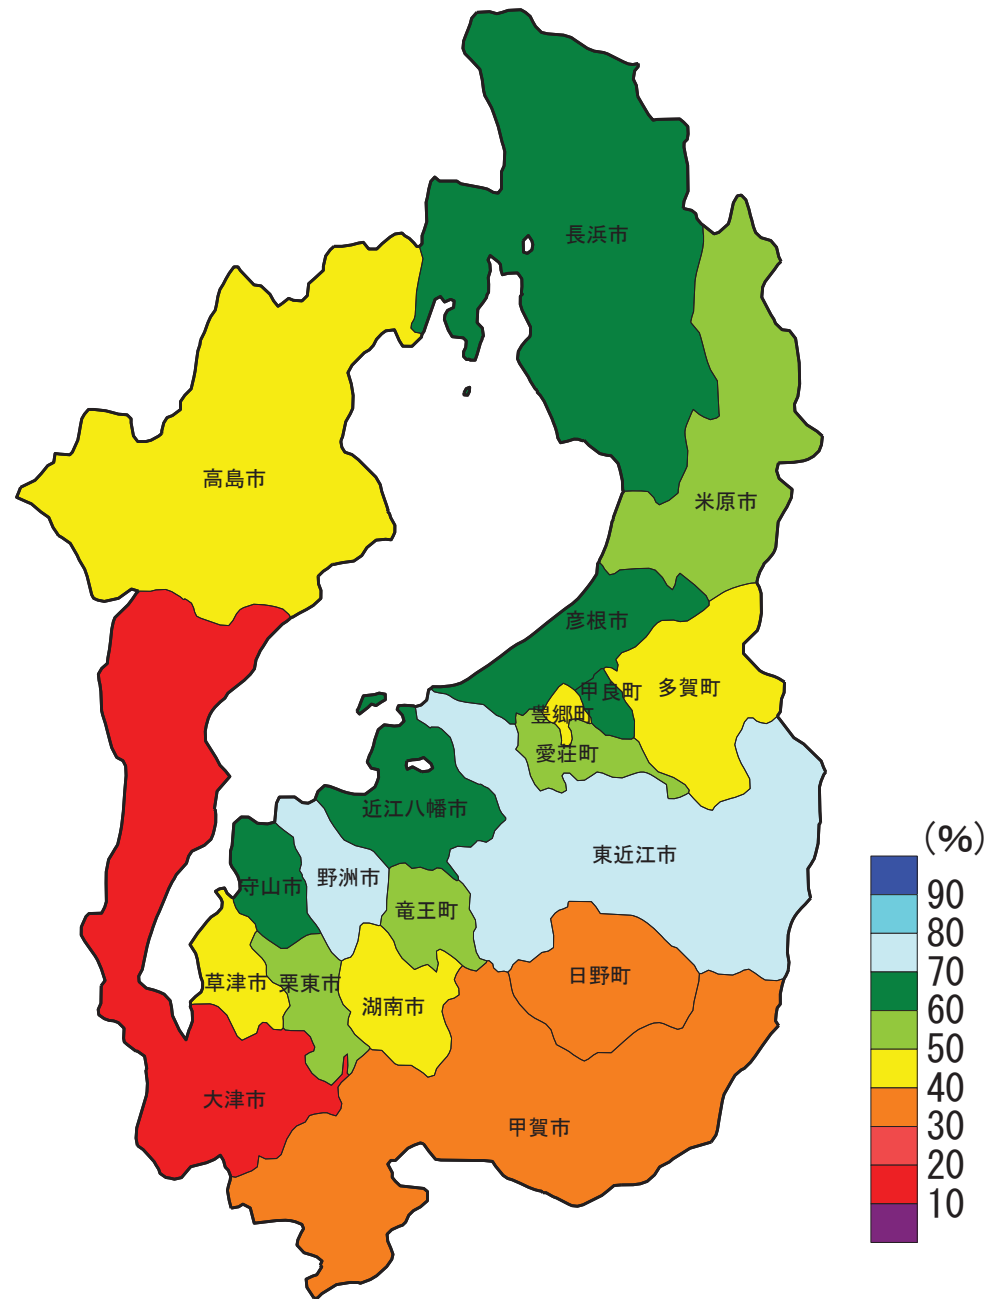 長浜市
高島市
米原市
彦根市
甲良町
多賀町
豊郷町
愛荘町
近江八幡市
東近江市
守山市
野洲市
竜王町
日野町
草津市
栗東市
湖南市
大津市
甲賀市
(%)
90
80
70
60
50
40
30
20
10